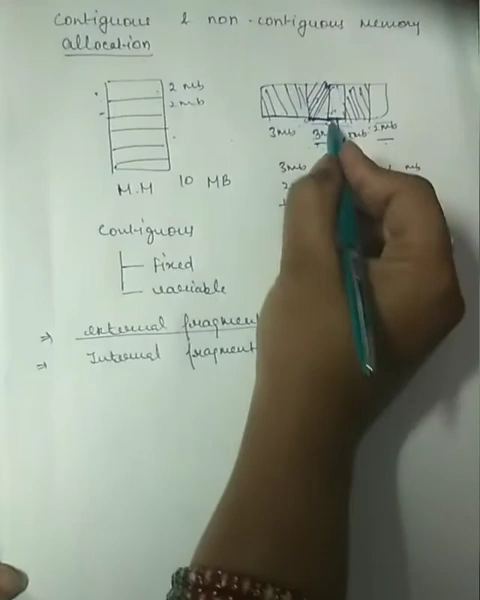 Contiguous & non-contiguous Memory
allocation
2 mb
2 mb
3mb 2mb
3mb mb
M.M 10 MB
Contiguous
fixed
variable
⇒ external fragment
⇒ Internal fragment